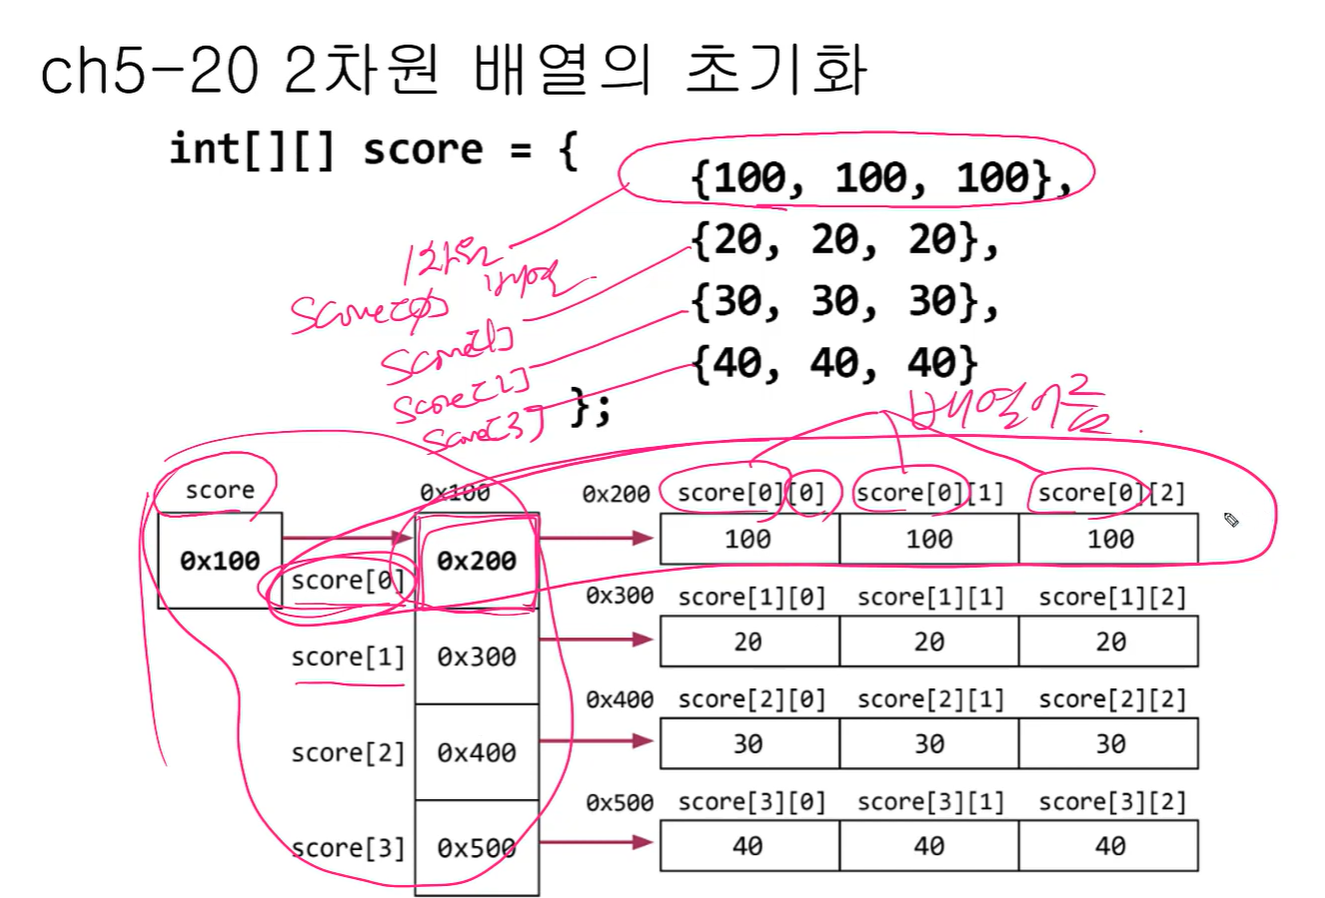 ch5-20 2차원 배열의 초기화
int[][] score = {
{100, 100, 100},
{20, 20, 20},
{30, 30, 30},
{40, 40, 40}
};
1차원
배열
score[0]
score[1]
score[2]
score[3]
배열이름
score 0x100 0x200 score[0][0] score[0][1] score[0][2]
0x100 score[0] 0x200 100 100 100
0x300 score[1][0] score[1][1] score[1][2]
score[1] 0x300 20 20 20
0x400 score[2][0] score[2][1] score[2][2]
score[2] 0x400 30 30 30
0x500 score[3][0] score[3][1] score[3][2]
score[3] 0x500 40 40 40